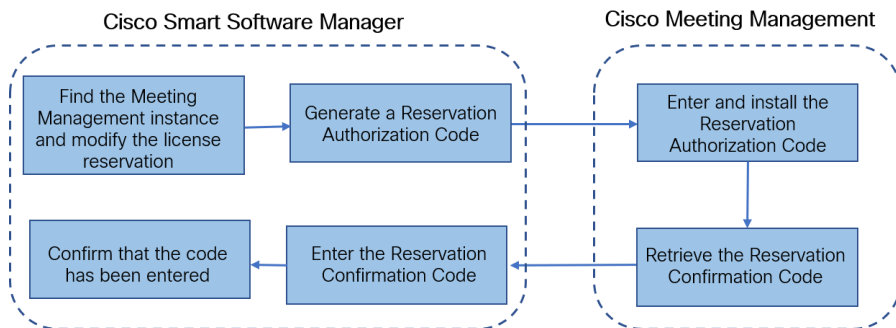 Cisco Smart Software Manager
Cisco Meeting Management
Find the Meeting
Management instance
and modify the license
reservation
Generate a Reservation
Authorization Code
Enter and install the
Reservation
Authorization Code
Retrieve the Reservation
Confirmation Code
Enter the Reservation
Confirmation Code
Confirm that the code
has been entered